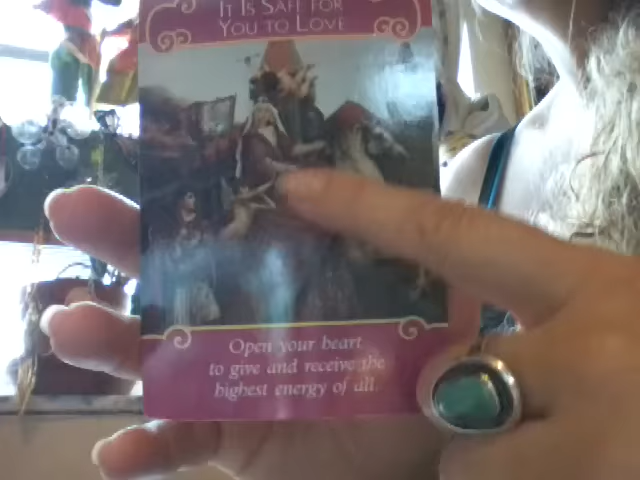 IT IS SAFE FOR
YOU TO LOVE
Open your heart
to give and receive the
highest energy of all.